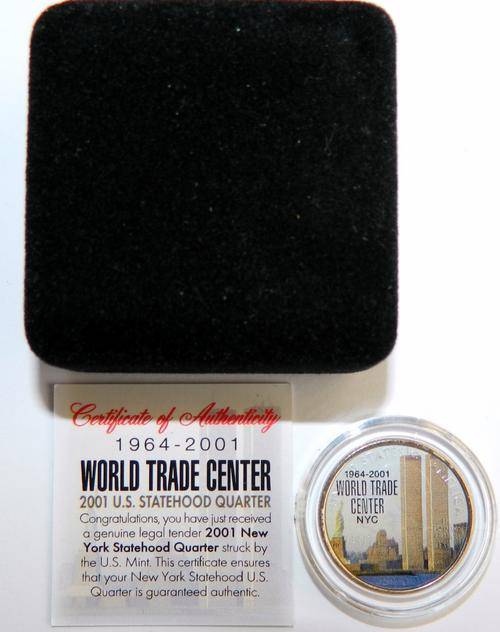 Certificate of Authenticity
1964-2001
WORLD TRADE CENTER
2001 U.S. STATEHOOD QUARTER
Congratulations, you have just received
a genuine legal tender 2001 New
York Statehood Quarter struck by
the U.S. Mint. This certificate ensures
that your New York Statehood U.S.
Quarter is guaranteed authentic.
1964-2001
WORLD TRADE
CENTER
NYC